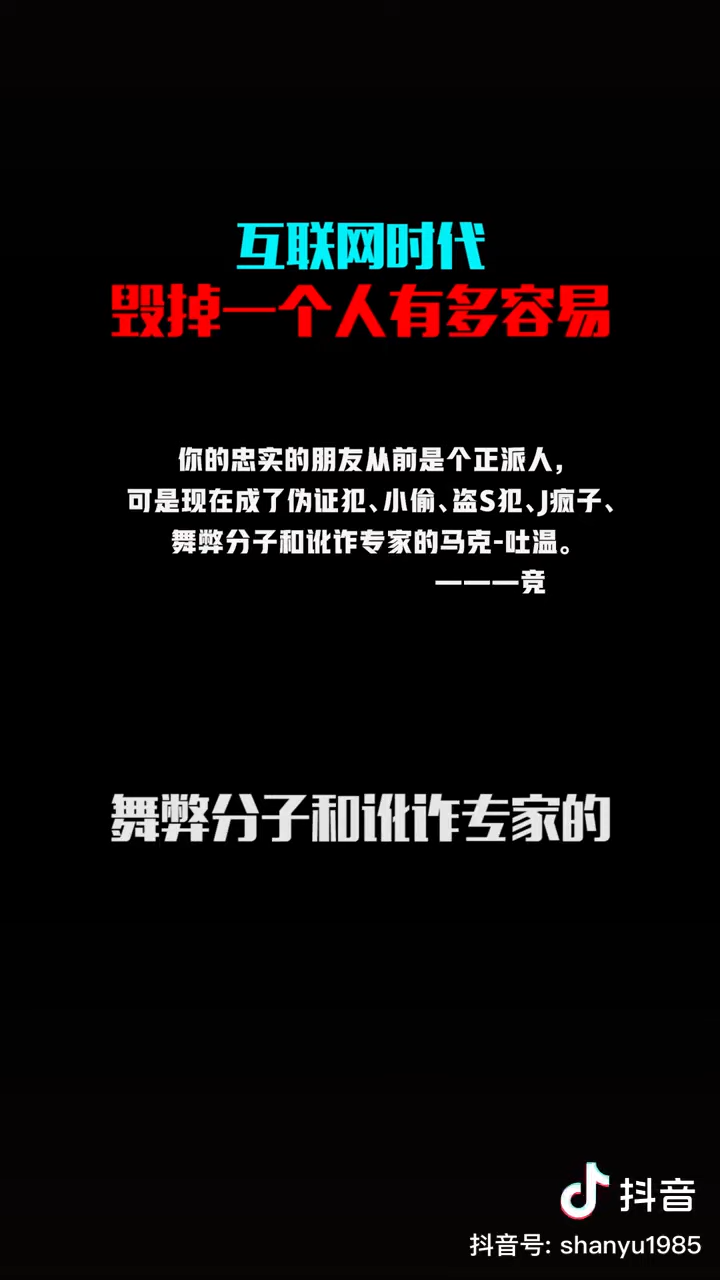 互联网时代
毁掉一个人有多容易
你的忠实的朋友从前是个正派人，
可是现在成了伪证犯、小偷、盗S犯、J疯子、
舞弊分子和讹诈专家的马克-吐温。
———竞
舞弊分子和讹诈专家的
抖音
抖音号: shanyu1985